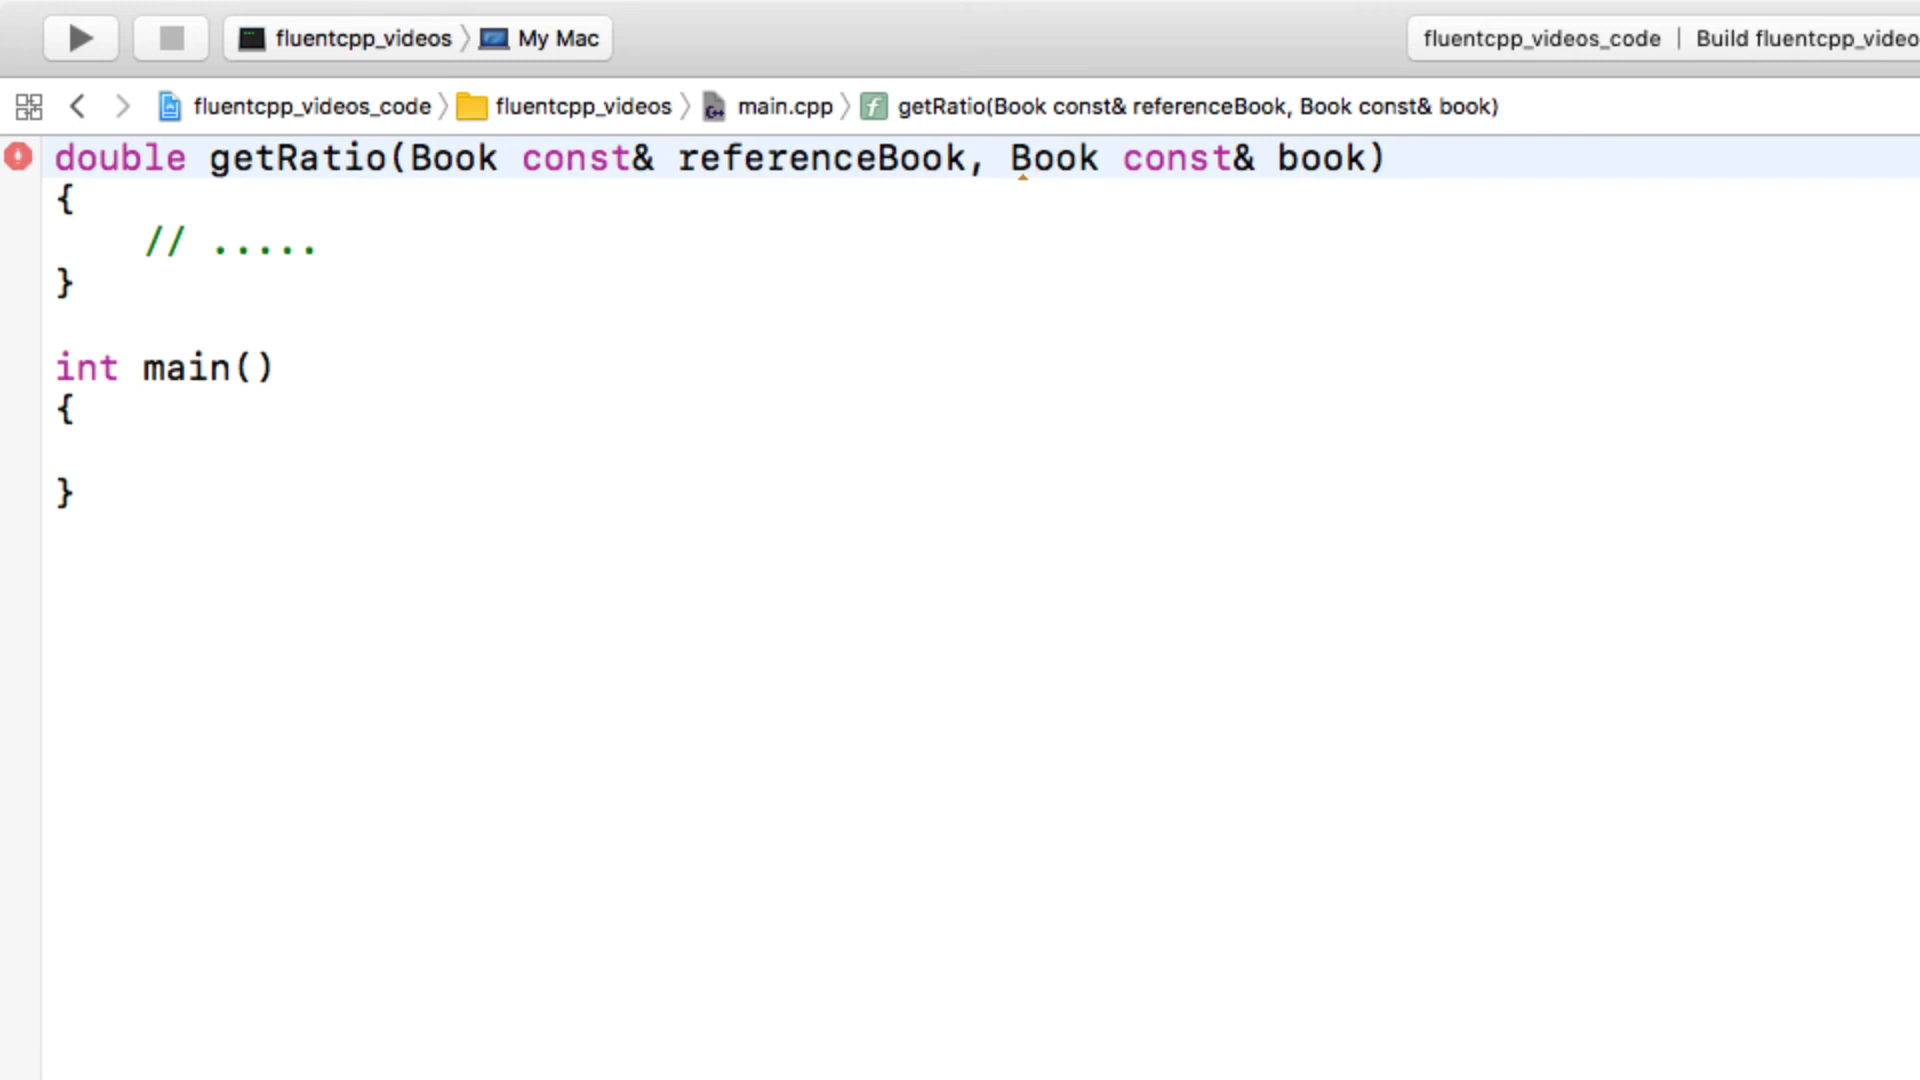 fluentcpp_videos My Mac fluentcpp_videos_code | Build fluentcpp_video
fluentcpp_videos_code fluentcpp_videos main.cpp getRatio(Book const& referenceBook, Book const& book)
double getRatio(Book const& referenceBook, Book const& book)
{
// .....
}
int main()
{
}